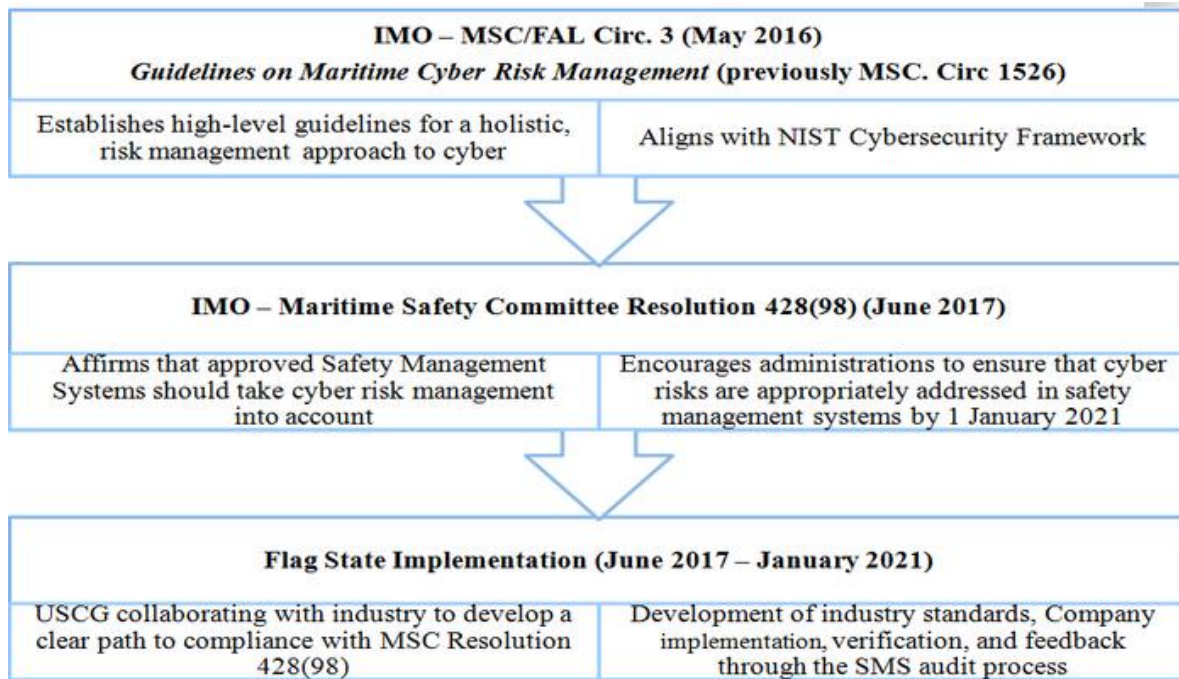 IMO – MSC/FAL Circ. 3 (May 2016)
Guidelines on Maritime Cyber Risk Management (previously MSC. Circ 1526)
Establishes high-level guidelines for a holistic,
risk management approach to cyber
Aligns with NIST Cybersecurity Framework
IMO – Maritime Safety Committee Resolution 428(98) (June 2017)
Affirms that approved Safety Management
Systems should take cyber risk management
into account
Encourages administrations to ensure that cyber
risks are appropriately addressed in safety
management systems by 1 January 2021
Flag State Implementation (June 2017 – January 2021)
USCG collaborating with industry to develop a
clear path to compliance with MSC Resolution
428(98)
Development of industry standards, Company
implementation, verification, and feedback
through the SMS audit process